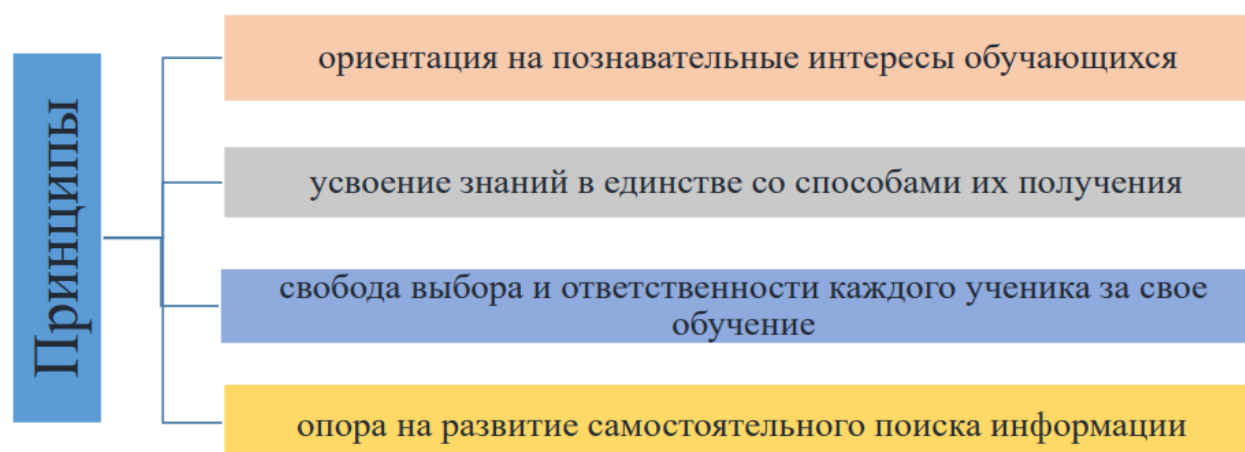 Принципы
ориентация на познавательные интересы обучающихся
усвоение знаний в единстве со способами их получения
свобода выбора и ответственности каждого ученика за свое
обучение
опора на развитие самостоятельного поиска информации